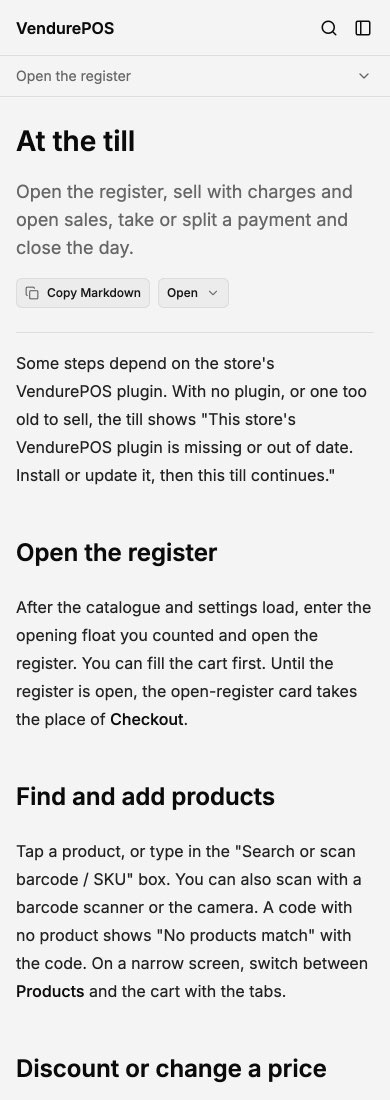 VendurePOS
Open the register
At the till
Open the register, sell with charges and
open sales, take or split a payment and
close the day.
Copy Markdown
Open
Some steps depend on the store's
VendurePOS plugin. With no plugin, or one too
old to sell, the till shows "This store's
VendurePOS plugin is missing or out of date.
Install or update it, then this till continues."
Open the register
After the catalogue and settings load, enter the
opening float you counted and open the
register. You can fill the cart first. Until the
register is open, the open-register card takes
the place of Checkout.
Find and add products
Tap a product, or type in the "Search or scan
barcode / SKU" box. You can also scan with a
barcode scanner or the camera. A code with
no product shows "No products match" with
the code. On a narrow screen, switch between
Products and the cart with the tabs.
Discount or change a price